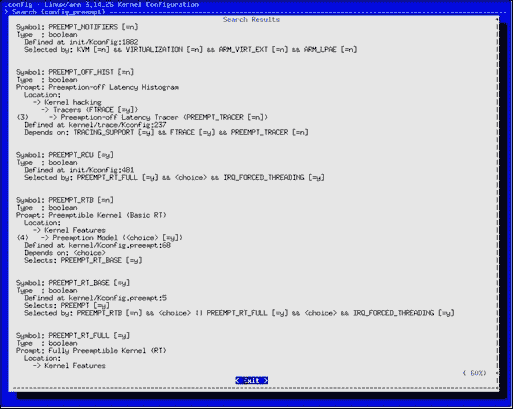 .config - Linux/arm 3.14.26 Kernel Configuration
> Search (config_preempt)
Search Results
Symbol: PREEMPT_NOTIFIERS [=n]
Type : boolean
Defined at init/Kconfig:1882
Selected by: KVM [=n] && VIRTUALIZATION [=n] && ARM_VIRT_EXT [=n] && ARM_LPAE [=n]
Symbol: PREEMPT_OFF_HIST [=n]
Type : boolean
Prompt: Preemption-off Latency Histogram
Location:
-> Kernel hacking
-> Tracers (FTRACE [=y])
(3) -> Preemption-off Latency Tracer (PREEMPT_TRACER [=n])
Defined at kernel/trace/Kconfig:237
Depends on: TRACING_SUPPORT [=y] && FTRACE [=y] && PREEMPT_TRACER [=n]
Symbol: PREEMPT_RCU [=y]
Type : boolean
Defined at init/Kconfig:481
Selected by: PREEMPT_RT_FULL [=y] && <choice> && IRQ_FORCED_THREADING [=y]
Symbol: PREEMPT_RTB [=n]
Type : boolean
Prompt: Preemptible Kernel (Basic RT)
Location:
-> Kernel Features
(4) -> Preemption Model (<choice> [=y])
Defined at kernel/Kconfig.preempt:68
Depends on: <choice>
Selects: PREEMPT_RT_BASE [=y]
Symbol: PREEMPT_RT_BASE [=y]
Type : boolean
Defined at kernel/Kconfig.preempt:5
Selects: PREEMPT [=y]
Selected by: PREEMPT_RTB [=n] && <choice> || PREEMPT_RT_FULL [=y] && <choice> && IRQ_FORCED_THREADING [=y]
Symbol: PREEMPT_RT_FULL [=y]
Type : boolean
Prompt: Fully Preemptible Kernel (RT)
Location:
-> Kernel Features
( 60%)
< Exit >